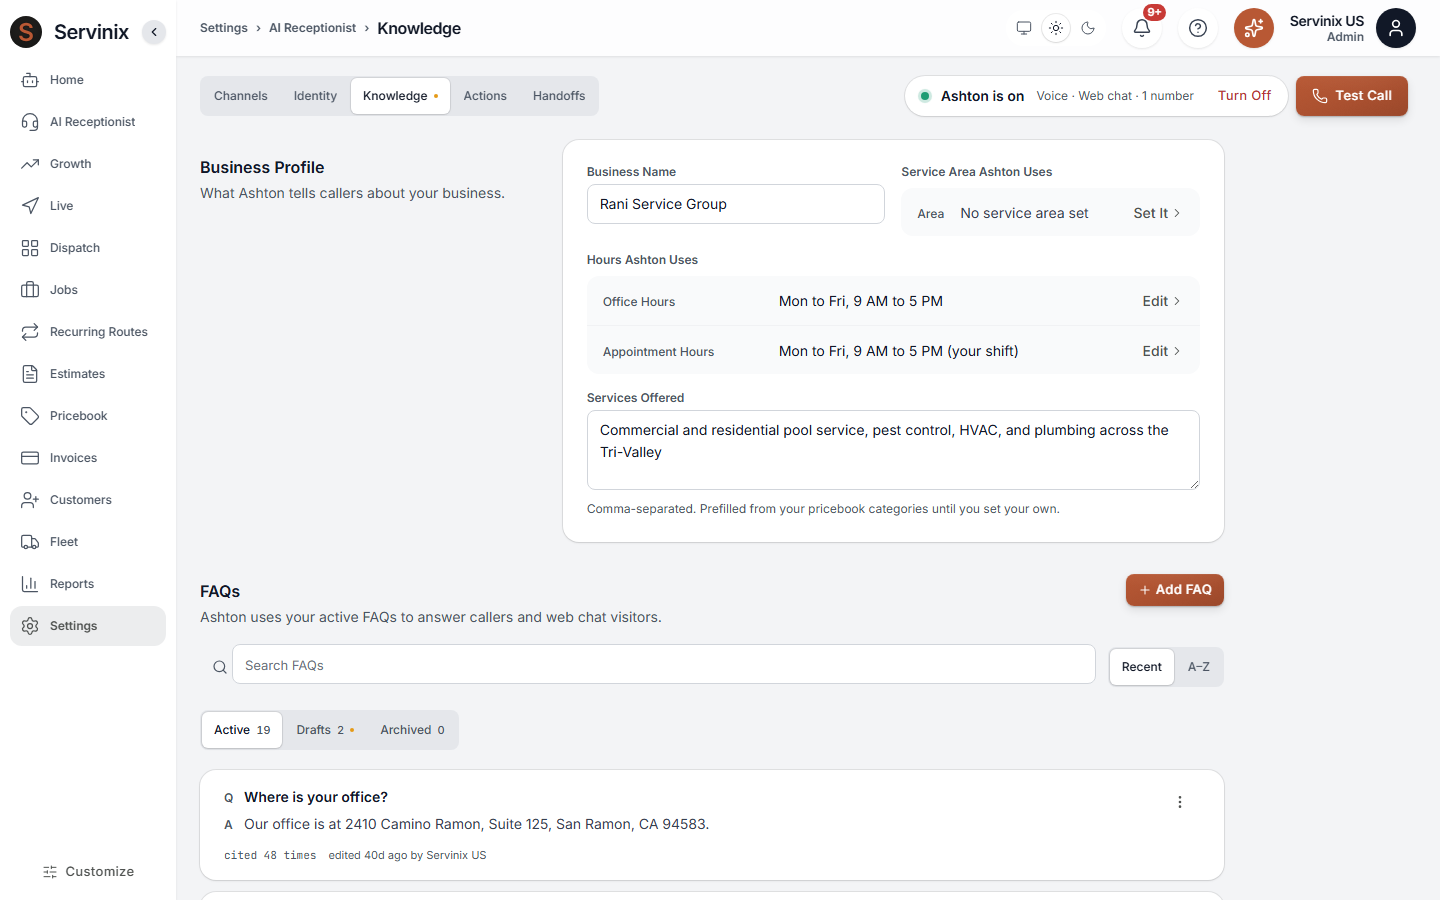 Servinix
Settings › AI Receptionist › Knowledge
9+
Servinix US
Admin
Home
AI Receptionist
Growth
Live
Dispatch
Jobs
Recurring Routes
Estimates
Pricebook
Invoices
Customers
Fleet
Reports
Settings
Customize
Channels Identity Knowledge Actions Handoffs
Ashton is on Voice · Web chat · 1 number Turn Off
Test Call
Business Profile
What Ashton tells callers about your business.
Business Name
Rani Service Group
Service Area Ashton Uses
Area No service area set Set It
Hours Ashton Uses
Office Hours Mon to Fri, 9 AM to 5 PM Edit
Appointment Hours Mon to Fri, 9 AM to 5 PM (your shift) Edit
Services Offered
Commercial and residential pool service, pest control, HVAC, and plumbing across the
Tri-Valley
Comma-separated. Prefilled from your pricebook categories until you set your own.
FAQs
Ashton uses your active FAQs to answer callers and web chat visitors.
+ Add FAQ
Search FAQs
Recent A–Z
Active 19 Drafts 2 Archived 0
Q Where is your office?
A Our office is at 2410 Camino Ramon, Suite 125, San Ramon, CA 94583.
cited 48 times edited 40d ago by Servinix US